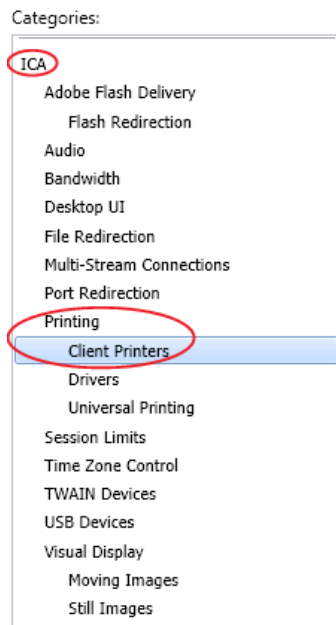 Categories:
ICA
Adobe Flash Delivery
Flash Redirection
Audio
Bandwidth
Desktop UI
File Redirection
Multi-Stream Connections
Port Redirection
Printing
Client Printers
Drivers
Universal Printing
Session Limits
Time Zone Control
TWAIN Devices
USB Devices
Visual Display
Moving Images
Still Images